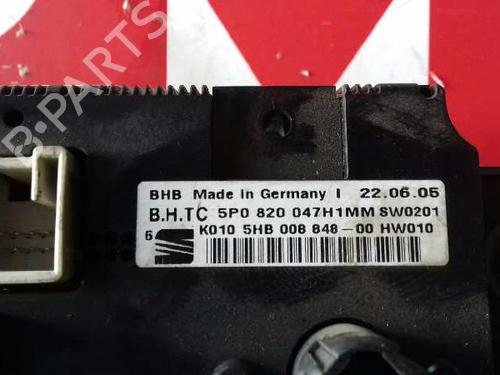 B-PARTS
BHB Made in Germany I 22.06.05
B.H.TC 5P0 820 047H1MM SW0201
6 K010 5HB 008 848-00 HW010